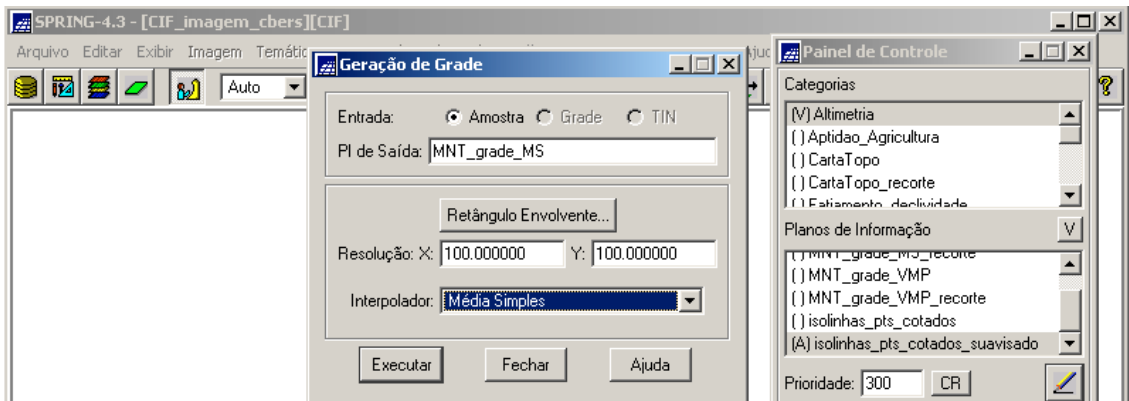 SPRING-4.3 - [CIF_imagem_cbers][CIF]
Arquivo Editar Exibir Imagem
Auto
Geração de Grade
Entrada: Amostra Grade TIN
PI de Saída: MNT_grade_MS
Retângulo Envolvente...
Resolução: X: 100.000000 Y: 100.000000
Interpolador: Média Simples
Executar Fechar Ajuda
Painel de Controle
Categorias
(V) Altimetria
( ) Aptidao_Agricultura
( ) CartaTopo
( ) CartaTopo_recorte
( ) Fatiamento_declividade
Planos de Informação V
( ) MNT_grade_MS_recorte
( ) MNT_grade_VMP
( ) MNT_grade_VMP_recorte
( ) isolinhas_pts_cotados
(A) isolinhas_pts_cotados_suavisado
Prioridade: 300 CR